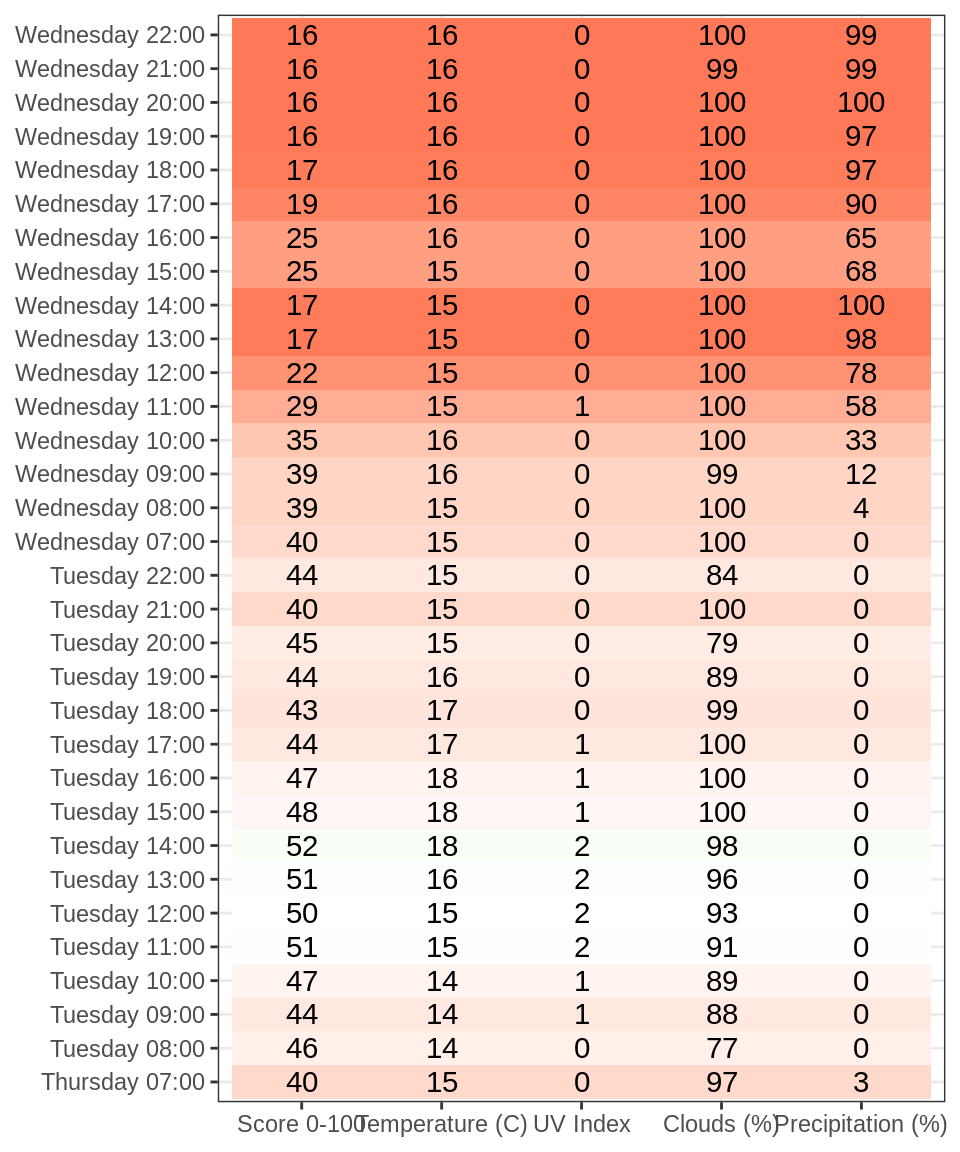 Wednesday 22:00 16 16 0 100 99
Wednesday 21:00 16 16 0 99 99
Wednesday 20:00 16 16 0 100 100
Wednesday 19:00 16 16 0 100 97
Wednesday 18:00 17 16 0 100 97
Wednesday 17:00 19 16 0 100 90
Wednesday 16:00 25 16 0 100 65
Wednesday 15:00 25 15 0 100 68
Wednesday 14:00 17 15 0 100 100
Wednesday 13:00 17 15 0 100 98
Wednesday 12:00 22 15 0 100 78
Wednesday 11:00 29 15 1 100 58
Wednesday 10:00 35 16 0 100 33
Wednesday 09:00 39 16 0 99 12
Wednesday 08:00 39 15 0 100 4
Wednesday 07:00 40 15 0 100 0
Tuesday 22:00 44 15 0 84 0
Tuesday 21:00 40 15 0 100 0
Tuesday 20:00 45 15 0 79 0
Tuesday 19:00 44 16 0 89 0
Tuesday 18:00 43 17 0 99 0
Tuesday 17:00 44 17 1 100 0
Tuesday 16:00 47 18 1 100 0
Tuesday 15:00 48 18 1 100 0
Tuesday 14:00 52 18 2 98 0
Tuesday 13:00 51 16 2 96 0
Tuesday 12:00 50 15 2 93 0
Tuesday 11:00 51 15 2 91 0
Tuesday 10:00 47 14 1 89 0
Tuesday 09:00 44 14 1 88 0
Tuesday 08:00 46 14 0 77 0
Thursday 07:00 40 15 0 97 3
Score 0-100 Temperature (C) UV Index Clouds (%) Precipitation (%)